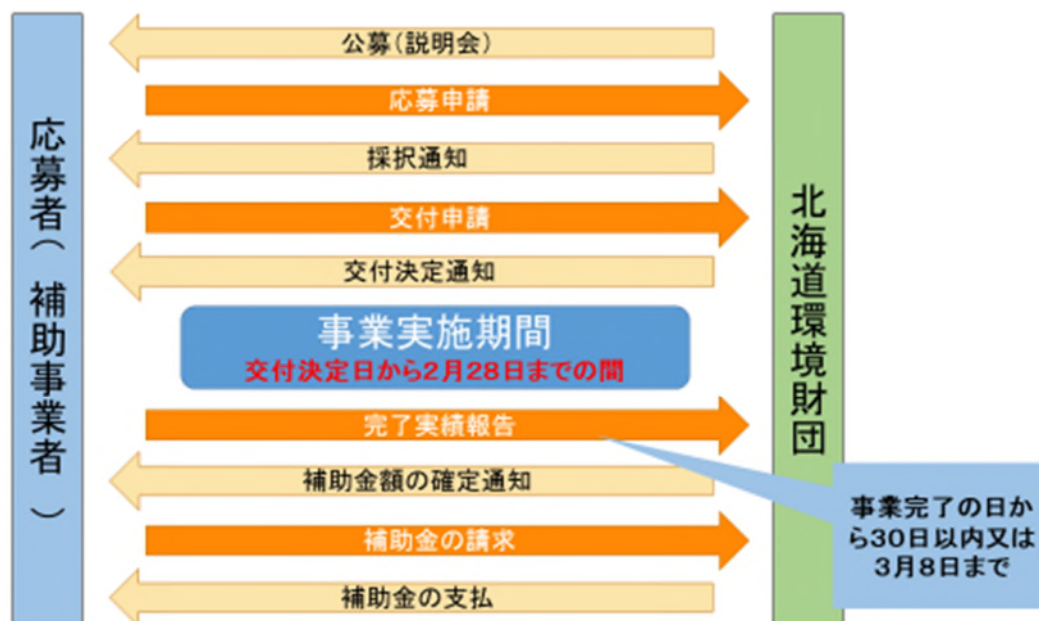 応募者（補助事業者）
公募（説明会）
応募申請
採択通知
交付申請
交付決定通知
事業実施期間
交付決定日から2月28日までの間
完了実績報告
補助金額の確定通知
補助金の請求
補助金の支払
北海道環境財団
事業完了の日か
ら30日以内又は
3月8日まで